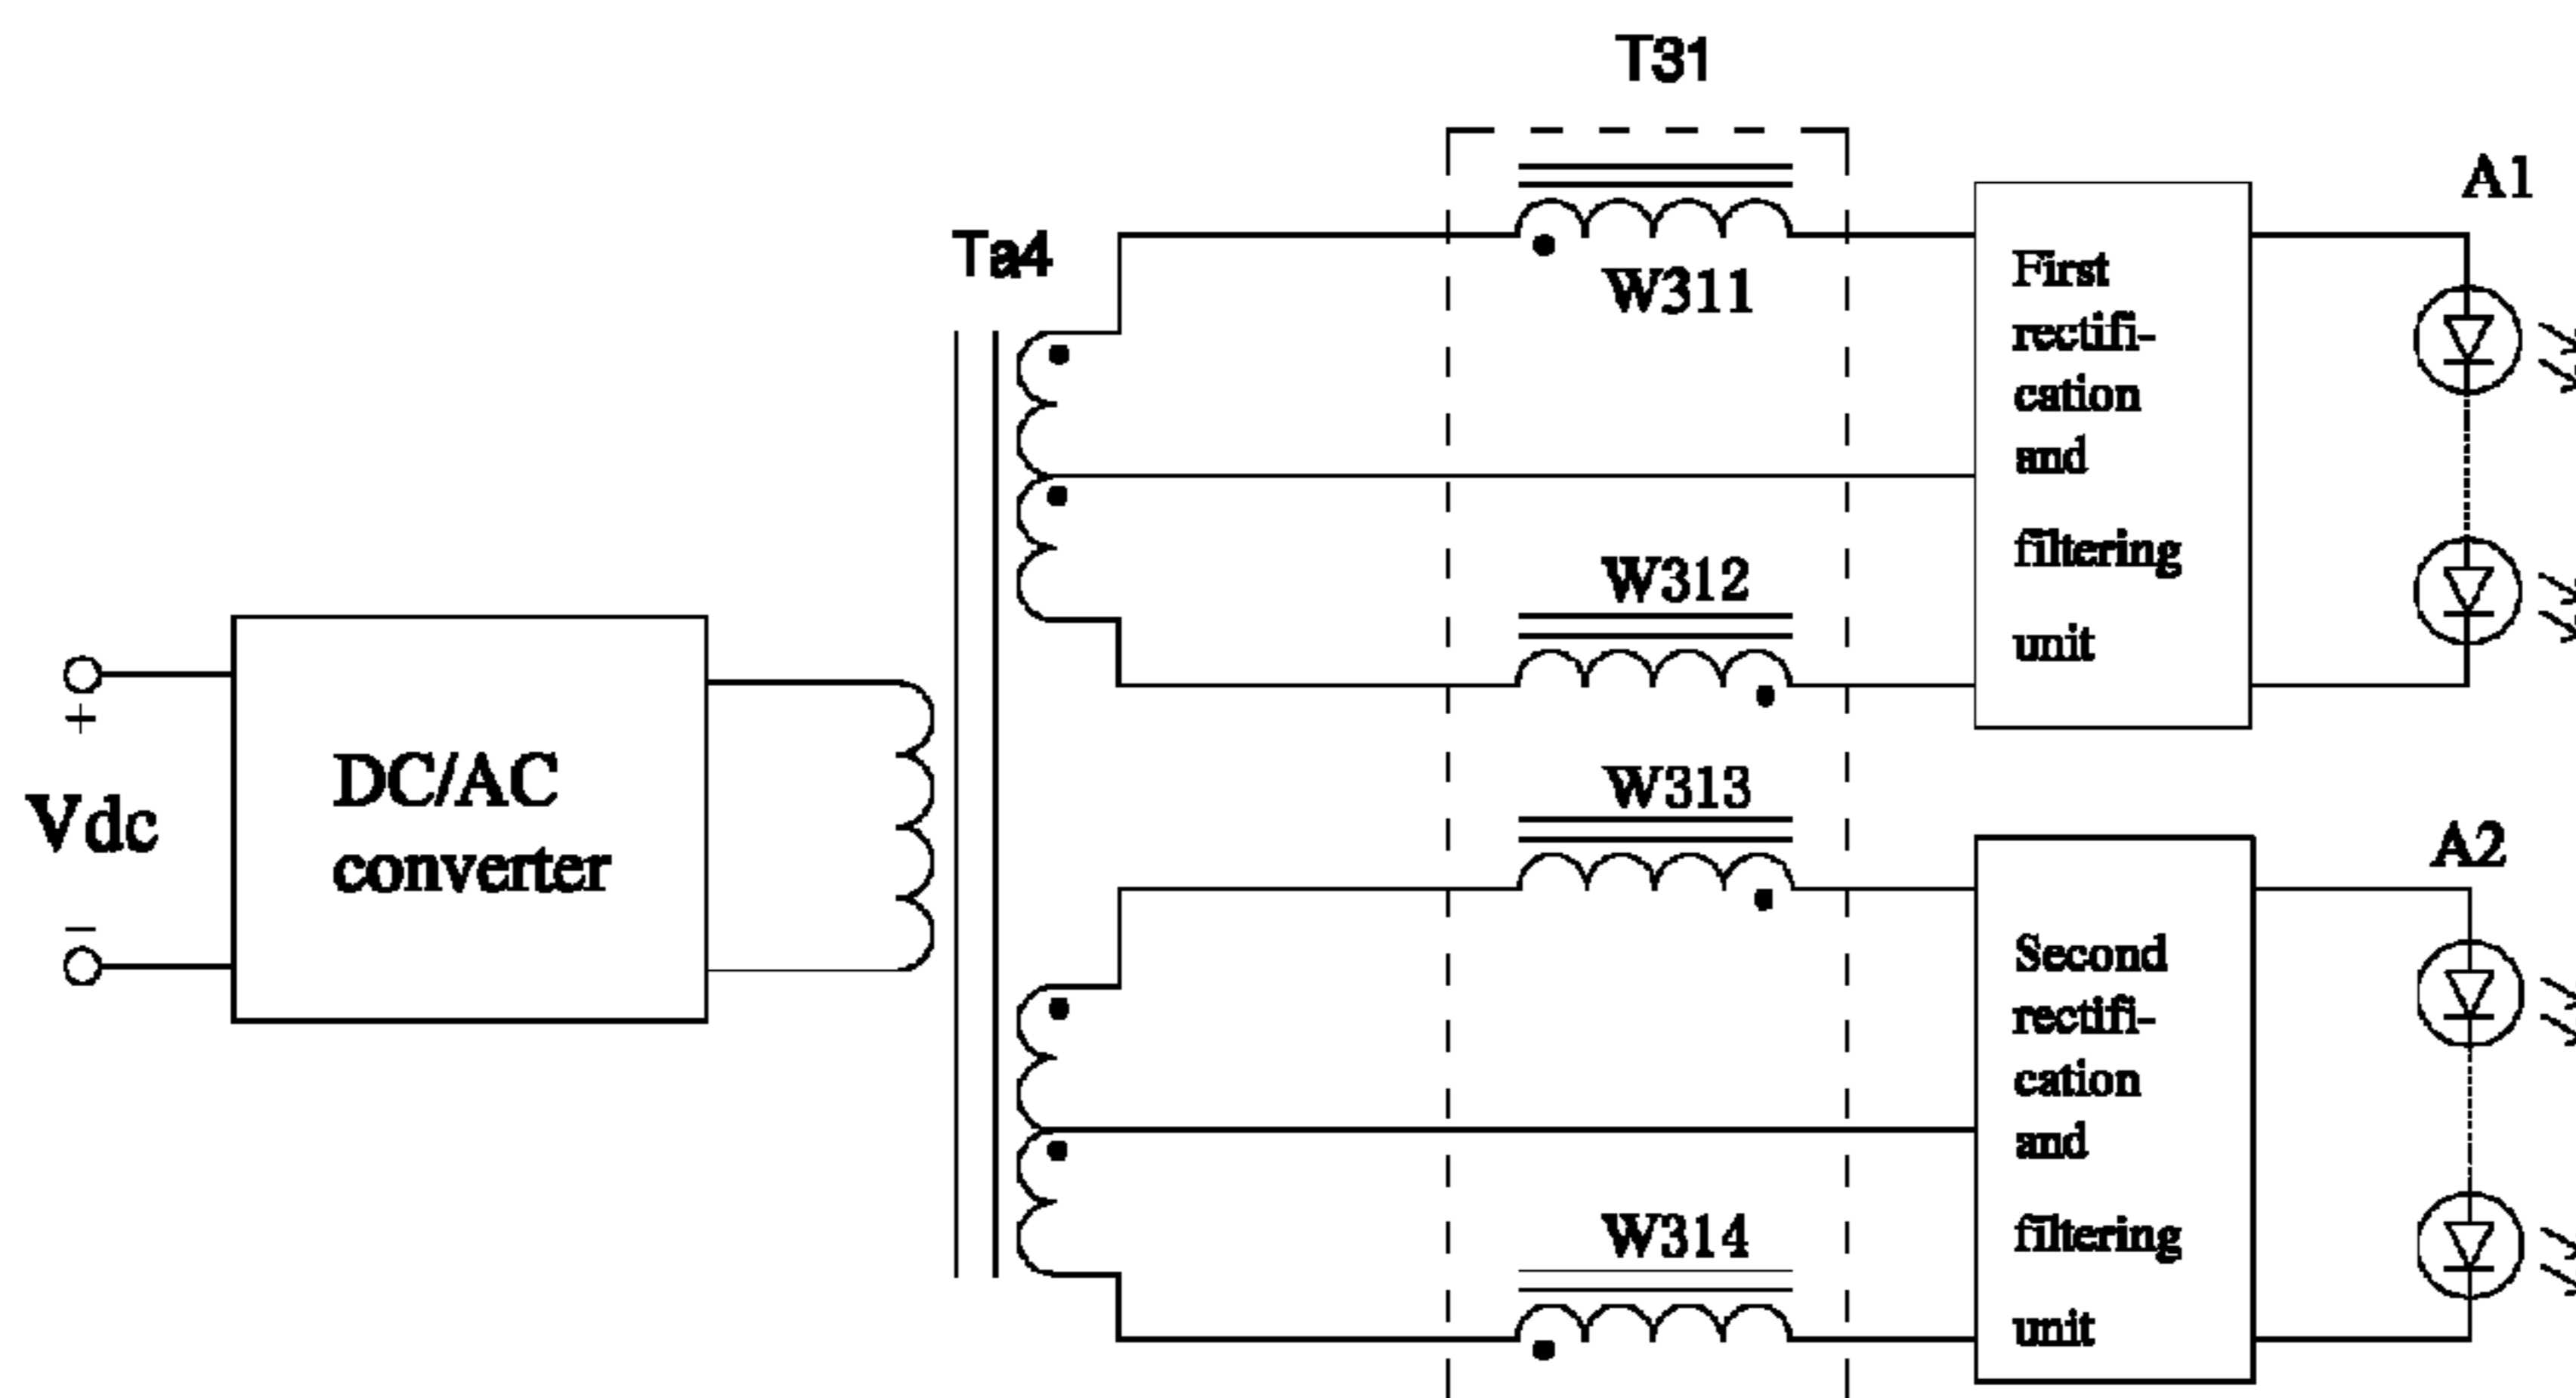 T31
A1
Ta4
W311
First
rectifi-
cation
and
filtering
unit
W312
+
Vdc
−
DC/AC
converter
W313
A2
Second
rectifi-
cation
and
filtering
unit
W314